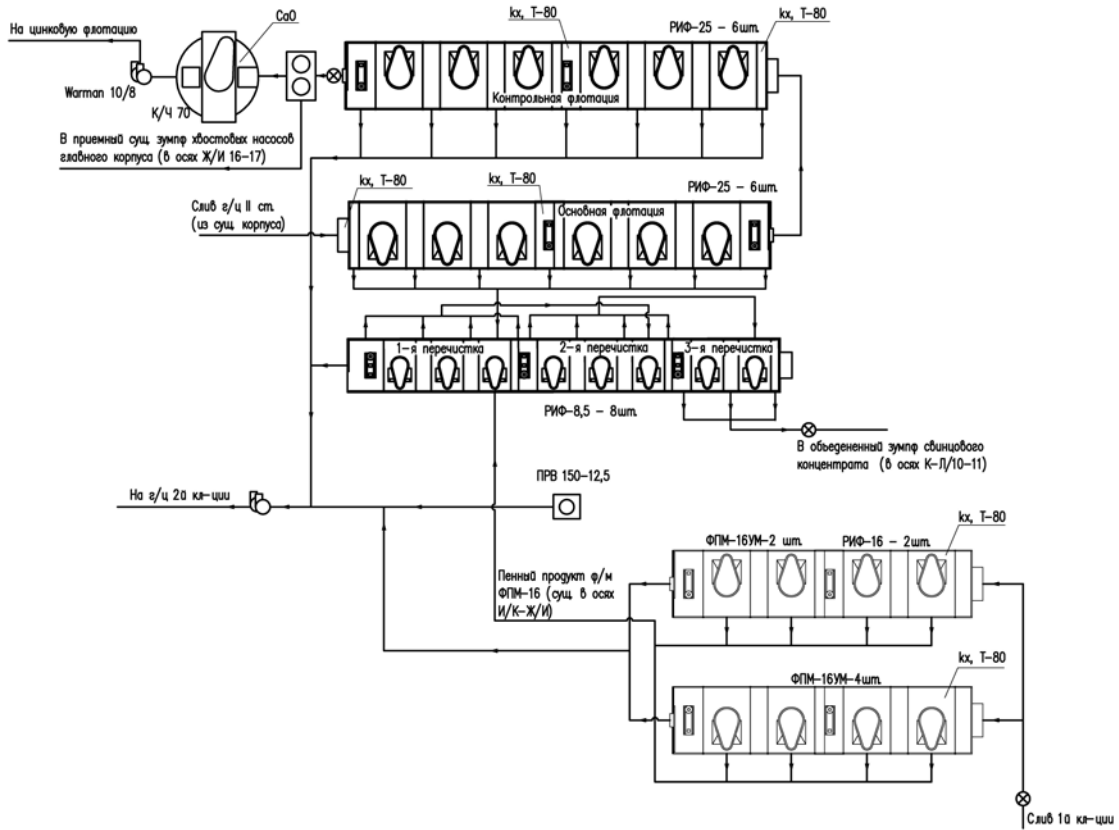 На цинковую флотацию
CaO
kx, Т-80
РИФ-25 - 6шт.
kx, Т-80
Warman 10/8
К/Ч 70
Контрольная флотация
В приемный сущ. зумпф хвостовых насосов
главного корпуса (в осях Ж/И 16-17)
kx, Т-80
kx, Т-80
РИФ-25 - 6шт.
Слив г/ц II ст.
(из сущ. корпуса)
Основная флотация
1-я перечистка
2-я перечистка
3-я перечистка
РИФ-8,5 - 8шт.
В объедененный зумпф свинцового
концентрата (в осях К-Л/10-11)
ПРВ 150-12,5
На г/ц 2а кл-ции
kx, Т-80
ФПМ-16УМ-2 шт.
РИФ-16 - 2шт.
Пенный продукт ф/м
ФПМ-16 (сущ. в осях
И/К-Ж/И)
kx, Т-80
ФПМ-16УМ-4шт.
Слив 1а кл-ции